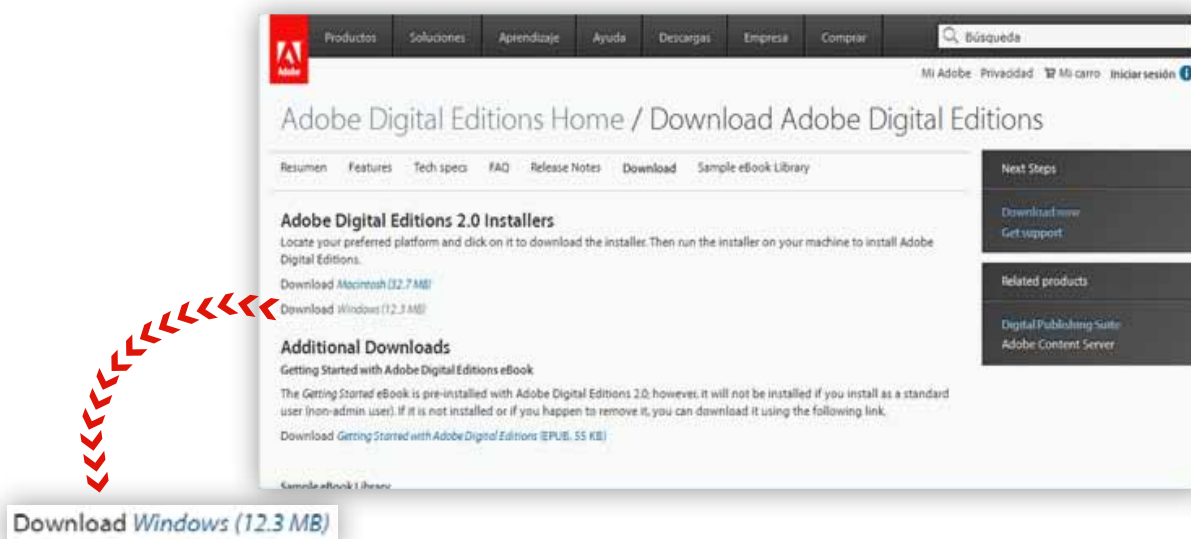 Productos Soluciones Aprendizaje Ayuda Descargas Empresa Comprar Búsqueda
Adobe
Mi Adobe Privacidad Mi carro Iniciar sesión
Adobe Digital Editions Home / Download Adobe Digital Editions
Resumen Features Tech specs FAQ Release Notes Download Sample eBook Library
Next Steps
Download now
Get support
Adobe Digital Editions 2.0 Installers
Locate your preferred platform and click on it to download the installer. Then run the installer on your machine to install Adobe
Digital Editions.
Download Macintosh (32.7 MB)
Download Windows (12.3 MB)
Related products
Digital Publishing Suite
Adobe Content Server
Additional Downloads
Getting Started with Adobe Digital Editions eBook
The Getting Started eBook is pre-installed with Adobe Digital Editions 2.0; however, it will not be installed if you install as a standard
user (non-admin user). If it is not installed or if you happen to remove it, you can download it using the following link.
Download Getting Started with Adobe Digital Editions (EPUB, 55 KB)
Sample eBook Library
Download Windows (12.3 MB)